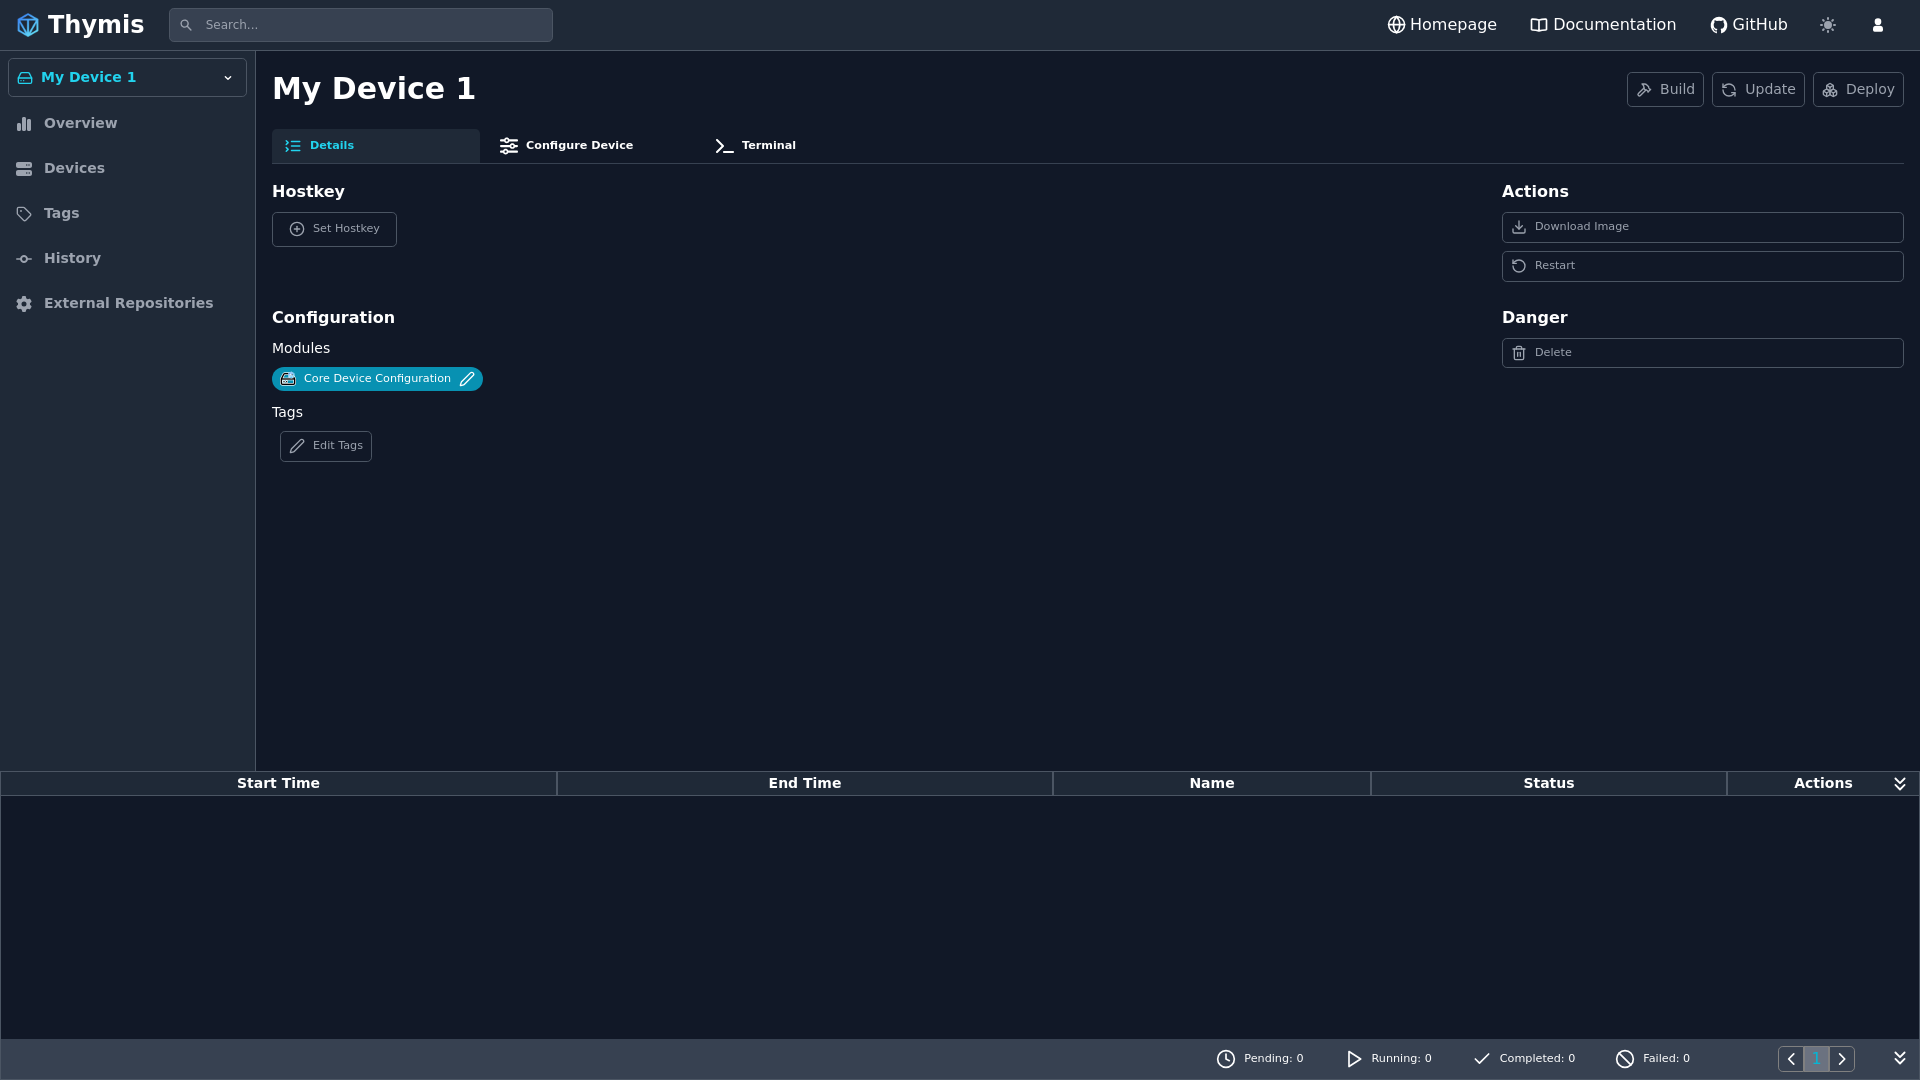 Thymis
Search...
Homepage
Documentation
GitHub
My Device 1
Overview
Devices
Tags
History
External Repositories
My Device 1
Build
Update
Deploy
Details
Configure Device
Terminal
Hostkey
Set Hostkey
Configuration
Modules
Core Device Configuration
Tags
Edit Tags
Actions
Download Image
Restart
Danger
Delete
Start Time
End Time
Name
Status
Actions
Pending: 0
Running: 0
Completed: 0
Failed: 0
1